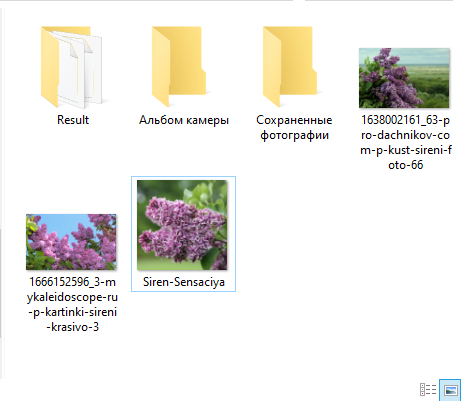 Result
Альбом камеры
Сохраненные
фотографии
1638002161_63-p
ro-dachnikov-co
m-p-kust-sireni-f
oto-66
1666152596_3-m
ykaleidoscope-ru
-p-kartinki-sireni
-krasivo-3
Siren-Sensaciya